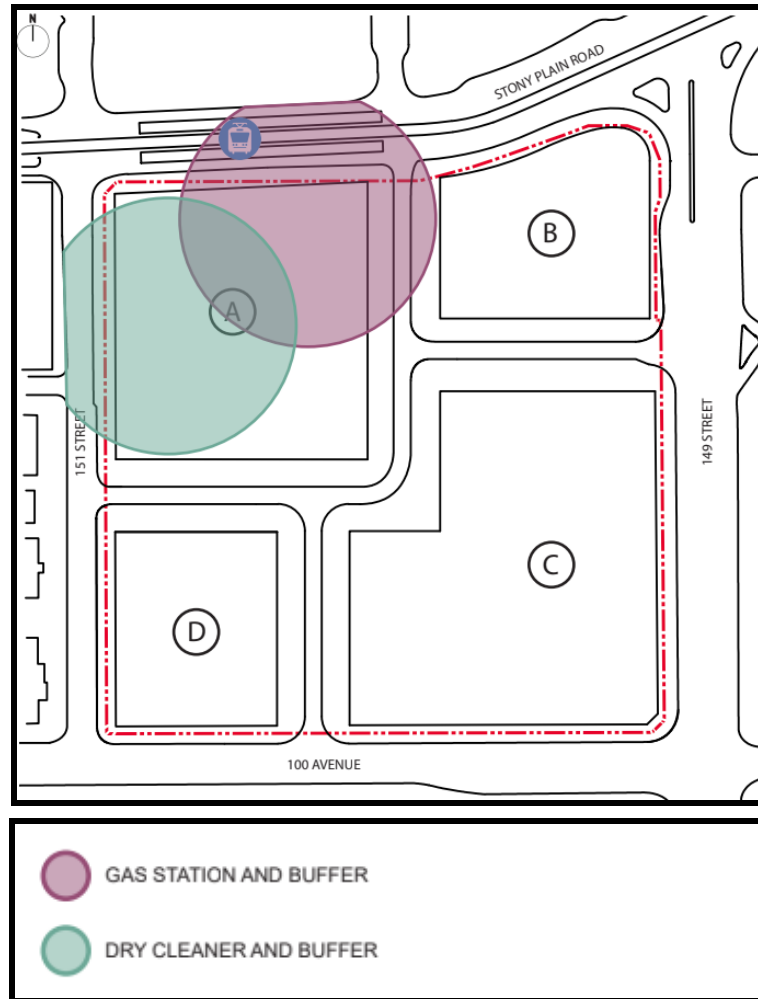 N
STONY PLAIN ROAD
B
A
151 STREET
149 STREET
C
D
100 AVENUE
GAS STATION AND BUFFER
DRY CLEANER AND BUFFER